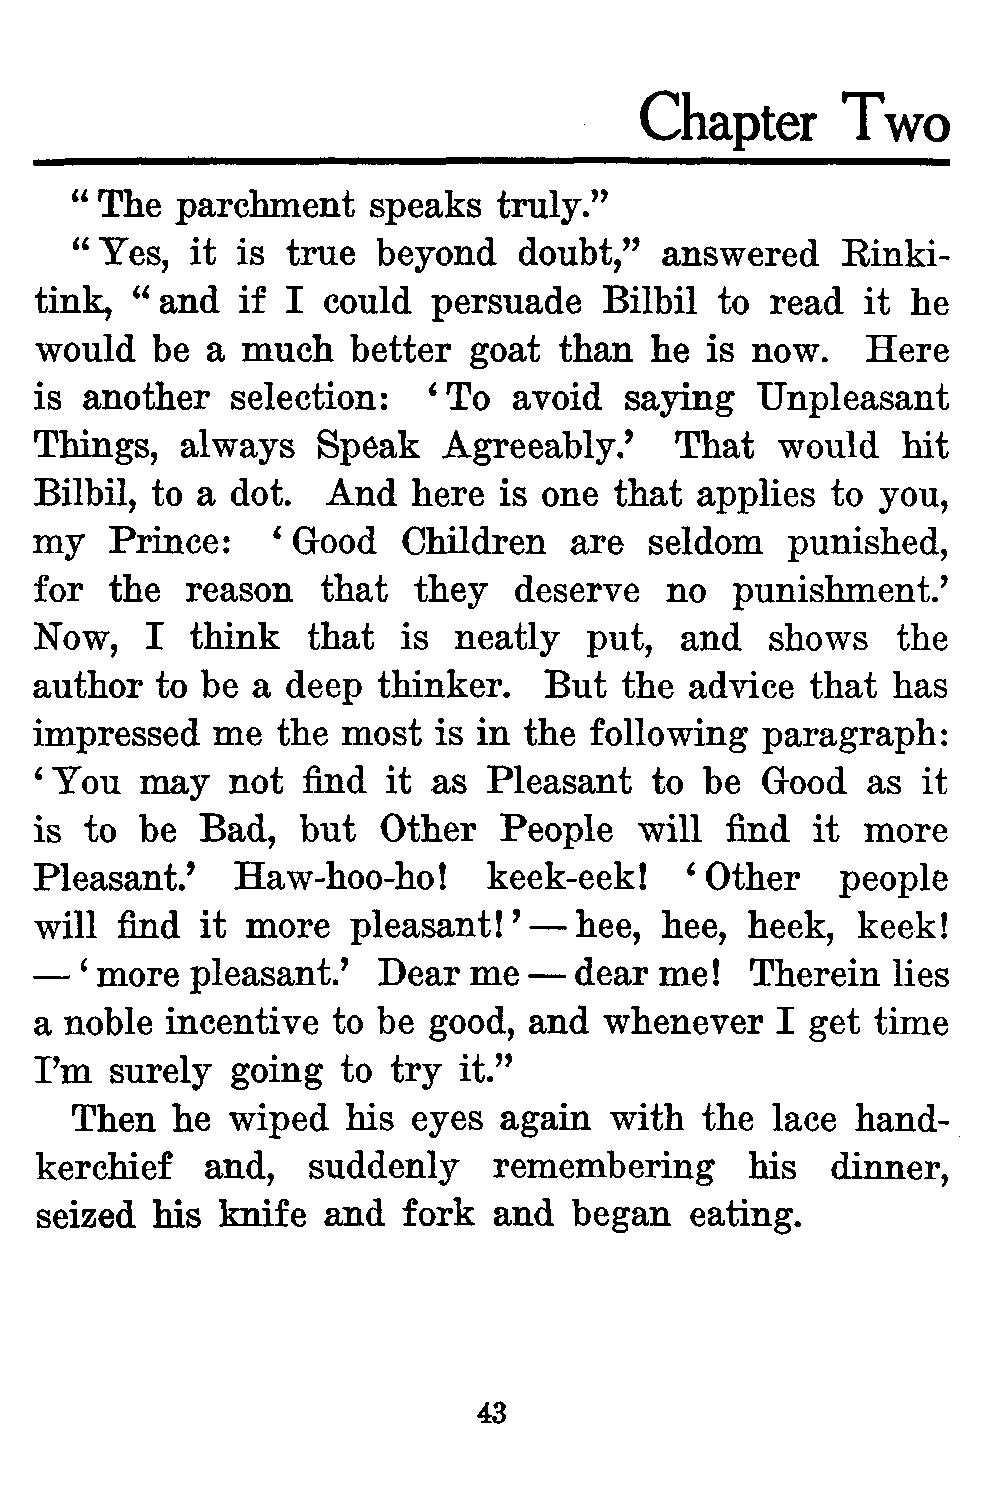 Chapter Two
“ The parchment speaks truly.”
“ Yes, it is true beyond doubt,” answered Rinki-
tink, “ and if I could persuade Bilbil to read it he
would be a much better goat than he is now. Here
is another selection: ‘ To avoid saying Unpleasant
Things, always Speak Agreeably.’ That would hit
Bilbil, to a dot. And here is one that applies to you,
my Prince: ‘ Good Children are seldom punished,
for the reason that they deserve no punishment.’
Now, I think that is neatly put, and shows the
author to be a deep thinker. But the advice that has
impressed me the most is in the following paragraph:
‘ You may not find it as Pleasant to be Good as it
is to be Bad, but Other People will find it more
Pleasant.’ Haw-hoo-ho! keek-eek! ‘ Other people
will find it more pleasant! ’ — hee, hee, heek, keek!
— ‘ more pleasant.’ Dear me — dear me! Therein lies
a noble incentive to be good, and whenever I get time
I’m surely going to try it.”
Then he wiped his eyes again with the lace hand-
kerchief and, suddenly remembering his dinner,
seized his knife and fork and began eating.
43